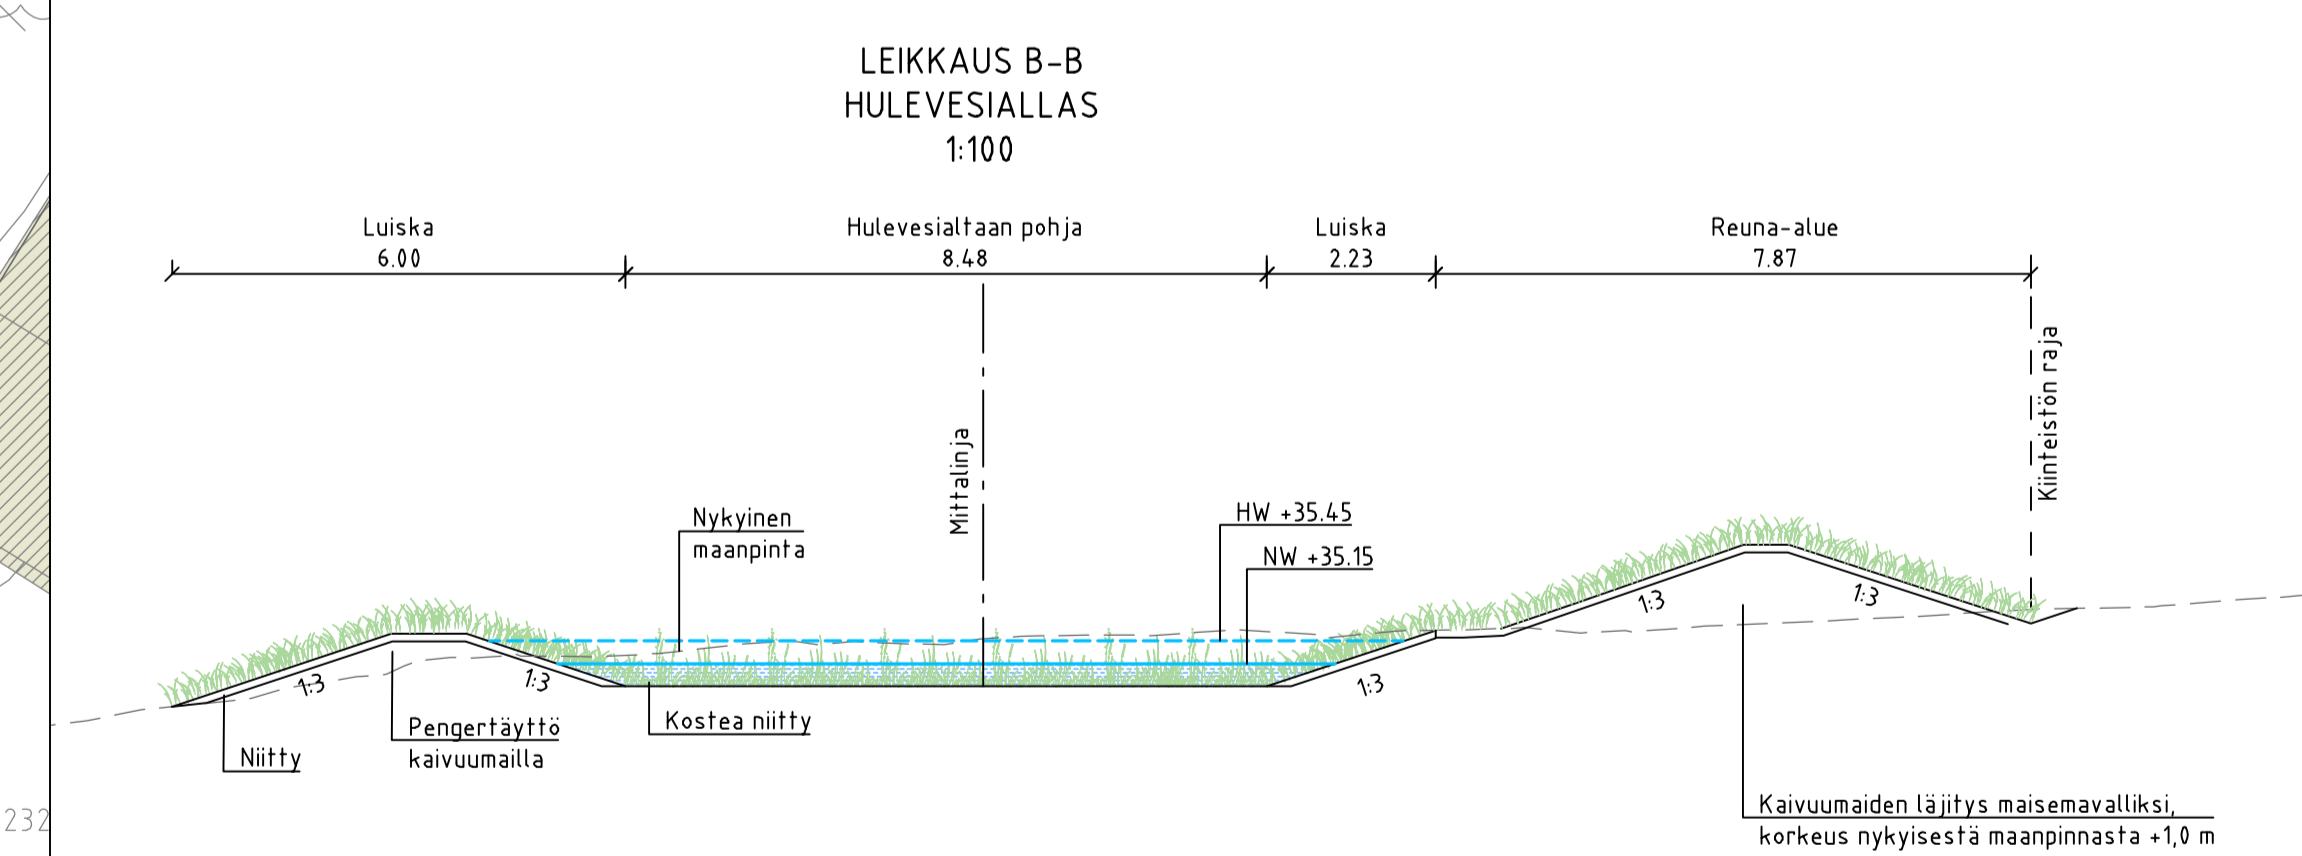 LEIKKAUS B-B
HULEVESIALLAS
1:100
Luiska
6.00
Hulevesialtaan pohja
8.48
Luiska
2.23
Reuna-alue
7.87
Mittalinja
Kiinteistön raja
Nykyinen
maanpinta
HW +35.45
NW +35.15
1:3
1:3
1:3
1:3
1:3
Niitty
Pengertäyttö
kaivuumailla
Kostea niitty
Kaivuumaiden läjitys maisemavalliksi,
korkeus nykyisestä maanpinnasta +1,0 m
232